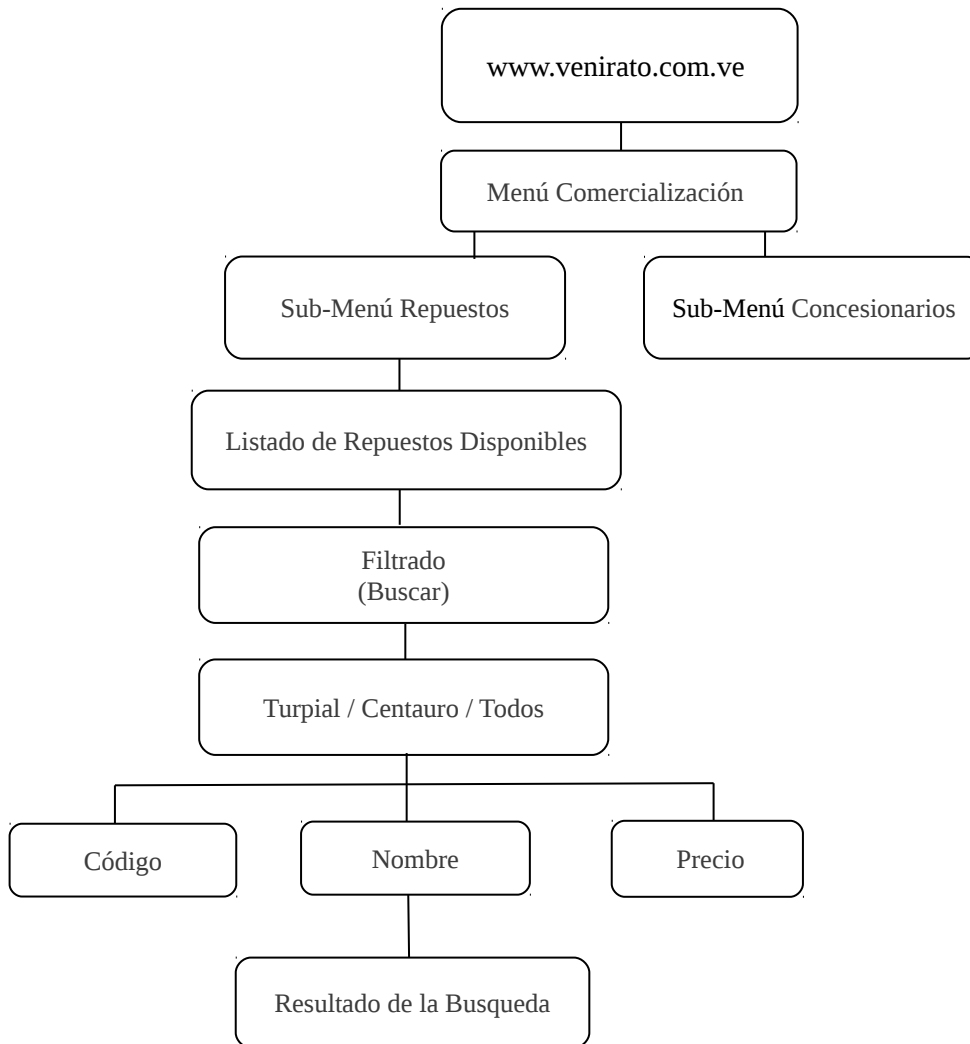 www.venirato.com.ve
Menú Comercialización
Sub-Menú Repuestos
Sub-Menú Concesionarios
Listado de Repuestos Disponibles
Filtrado
(Buscar)
Turpial / Centauro / Todos
Código
Nombre
Precio
Resultado de la Busqueda